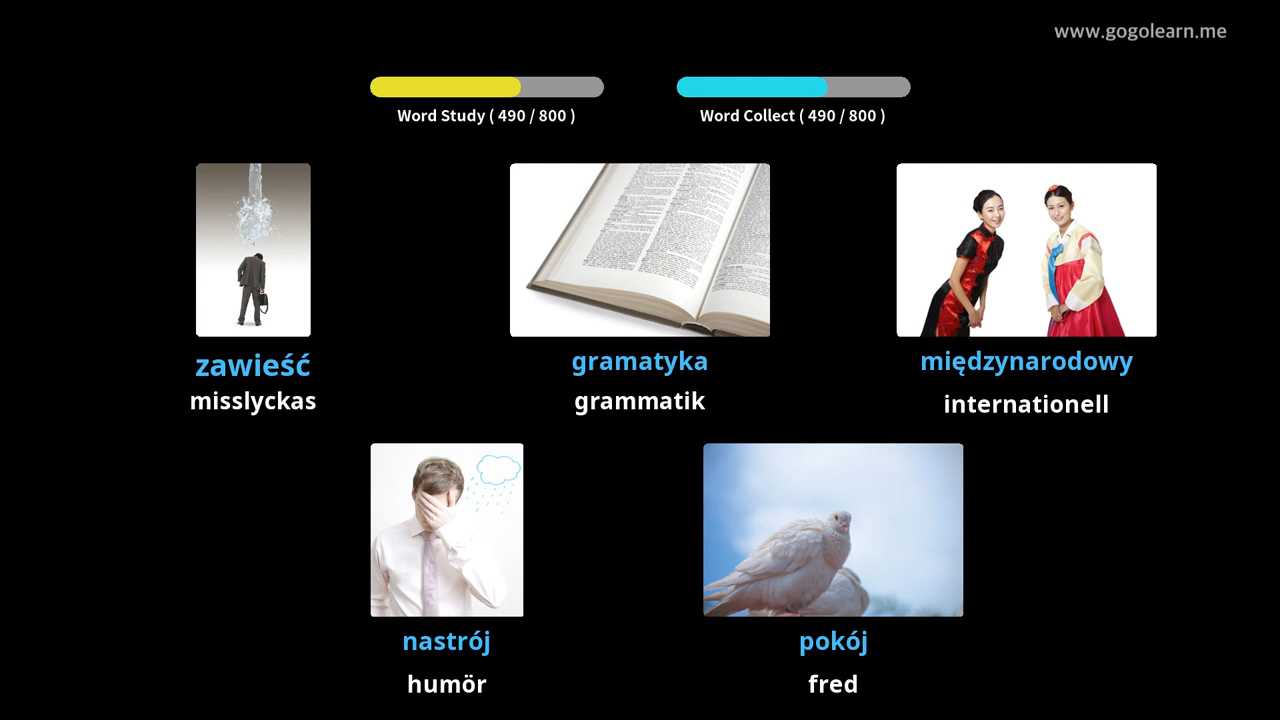 www.gogolearn.me
Word Study ( 490 / 800 )
Word Collect ( 490 / 800 )
zawieść
misslyckas
gramatyka
grammatik
międzynarodowy
internationell
nastrój
humör
pokój
fred